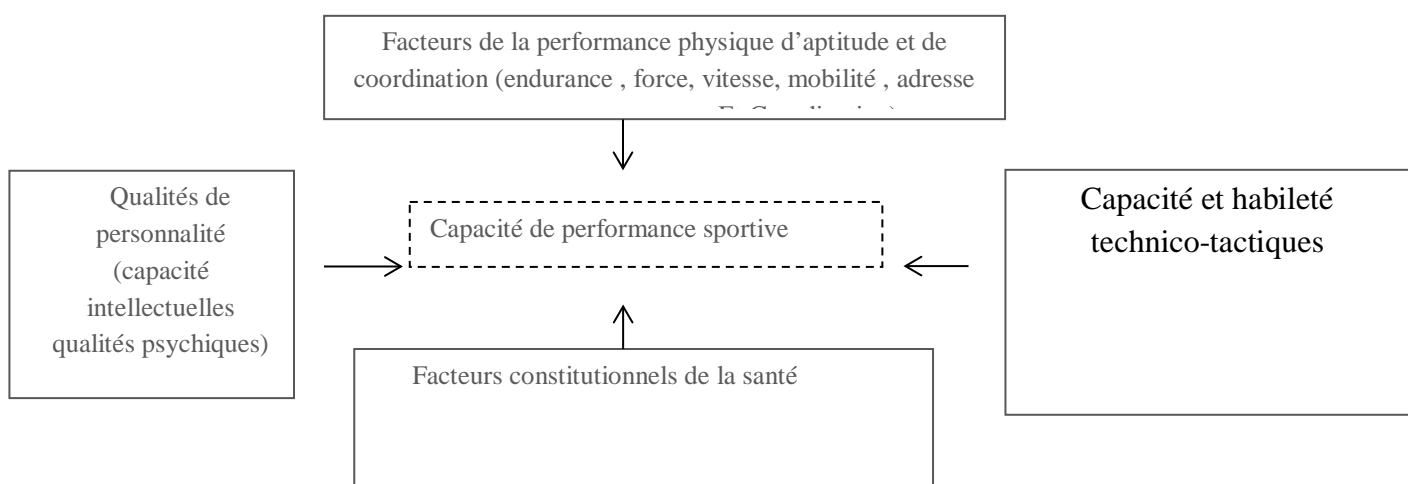 Facteurs de la performance physique d’aptitude et de
coordination (endurance , force, vitesse, mobilité , adresse
Qualités de
personnalité
(capacité
intellectuelles
qualités psychiques)
Capacité de performance sportive
Capacité et habileté
technico-tactiques
Facteurs constitutionnels de la santé